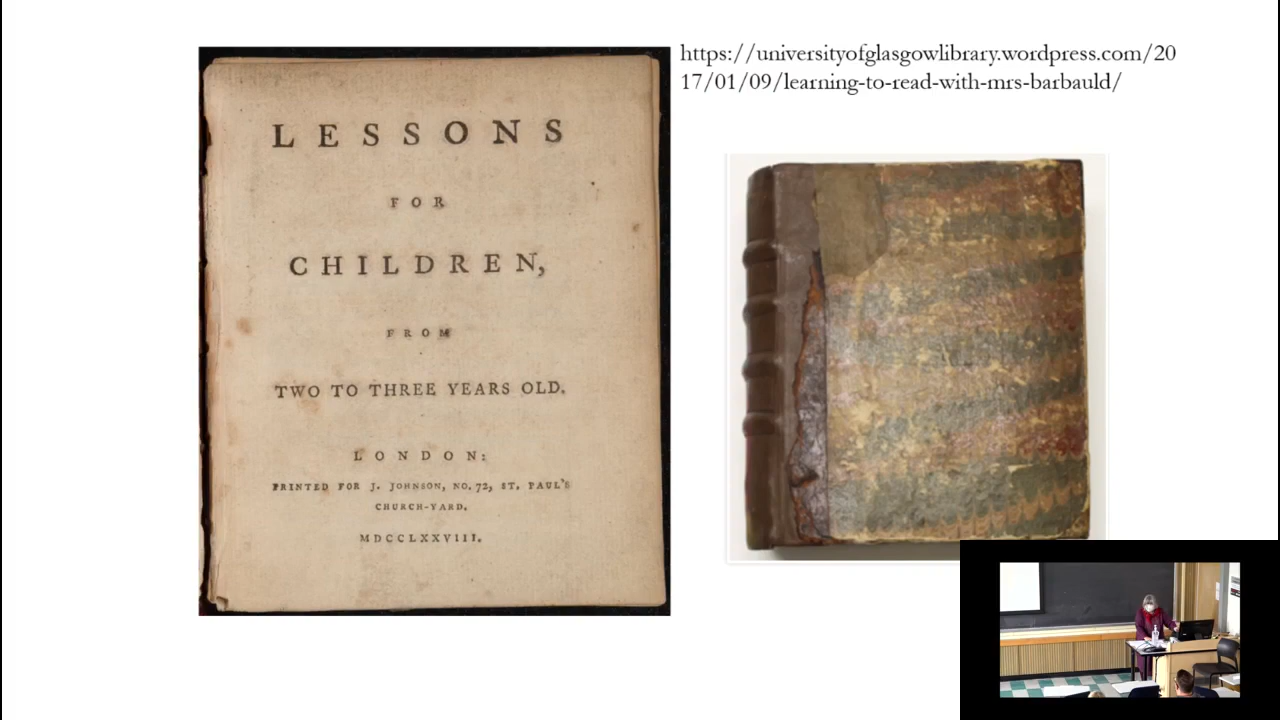 https://universityofglasgowlibrary.wordpress.com/20
17/01/09/learning-to-read-with-mrs-barbauld/
LESSONS
FOR
CHILDREN,
FROM
TWO TO THREE YEARS OLD.
LONDON:
PRINTED FOR J. JOHNSON, NO. 72, ST. PAUL'S
CHURCH-YARD.
MDCCLXXVIII.